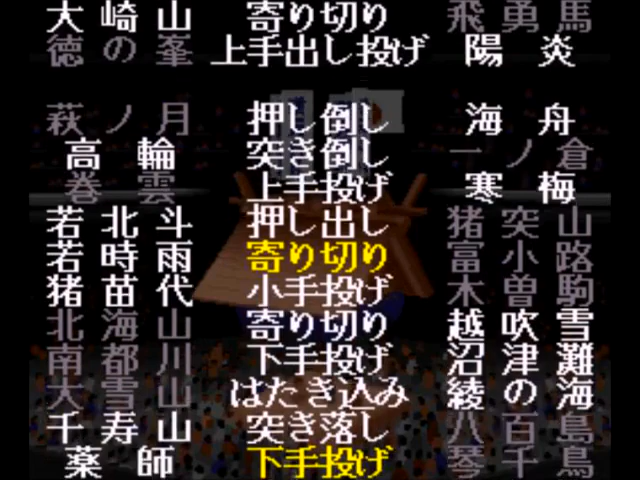 大崎山 寄り切り 飛勇馬
徳の峯 上手出し投げ 陽炎
萩ノ月 押し倒し 海舟
高輪 突き倒し 一ノ倉
巻雲 上手投げ 寒梅
若北斗 押し出し 猪突山
若時雨 寄り切り 富小路
猪苗代 小手投げ 木曽駒
北海山 寄り切り 越吹雪
南都川 下手投げ 沼津灘
大雪山 はたき込み 綾の海
千寿山 突き落し 八百島
薬師 下手投げ 琴千鳥